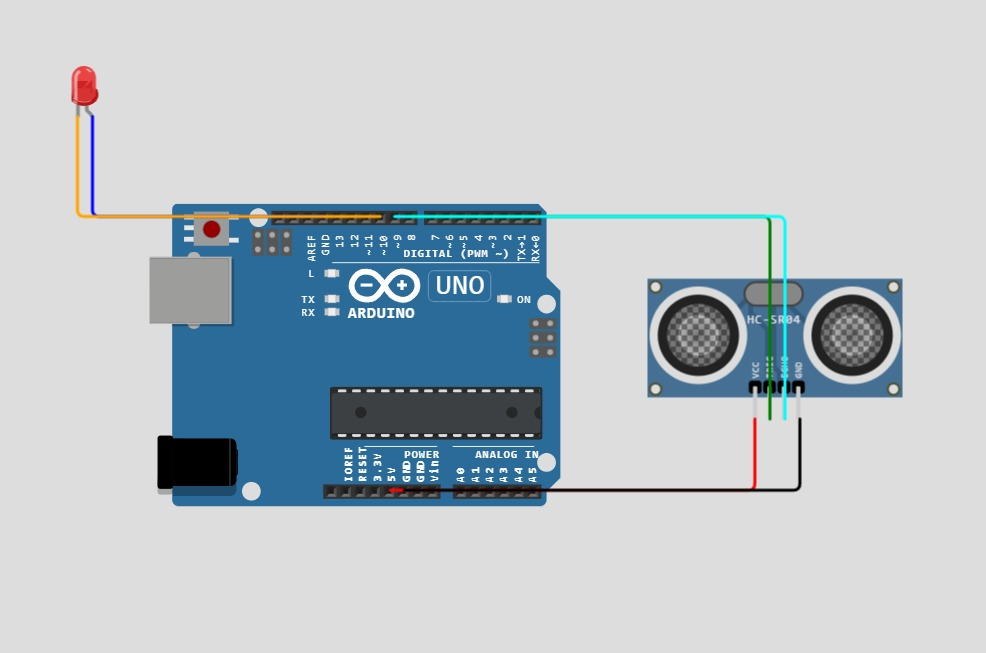 AREF
GND
13
12
~11
~10
~9
8
7
~6
~5
4
~3
2
TX→1
RX←0
DIGITAL (PWM ~)
L
UNO
TX
RX
ON
ARDUINO
HC-SR04
VCC
GND
IOREF
RESET
3.3V
5V
GND
GND
Vin
POWER
ANALOG IN
A0
A1
A2
A3
A4
A5